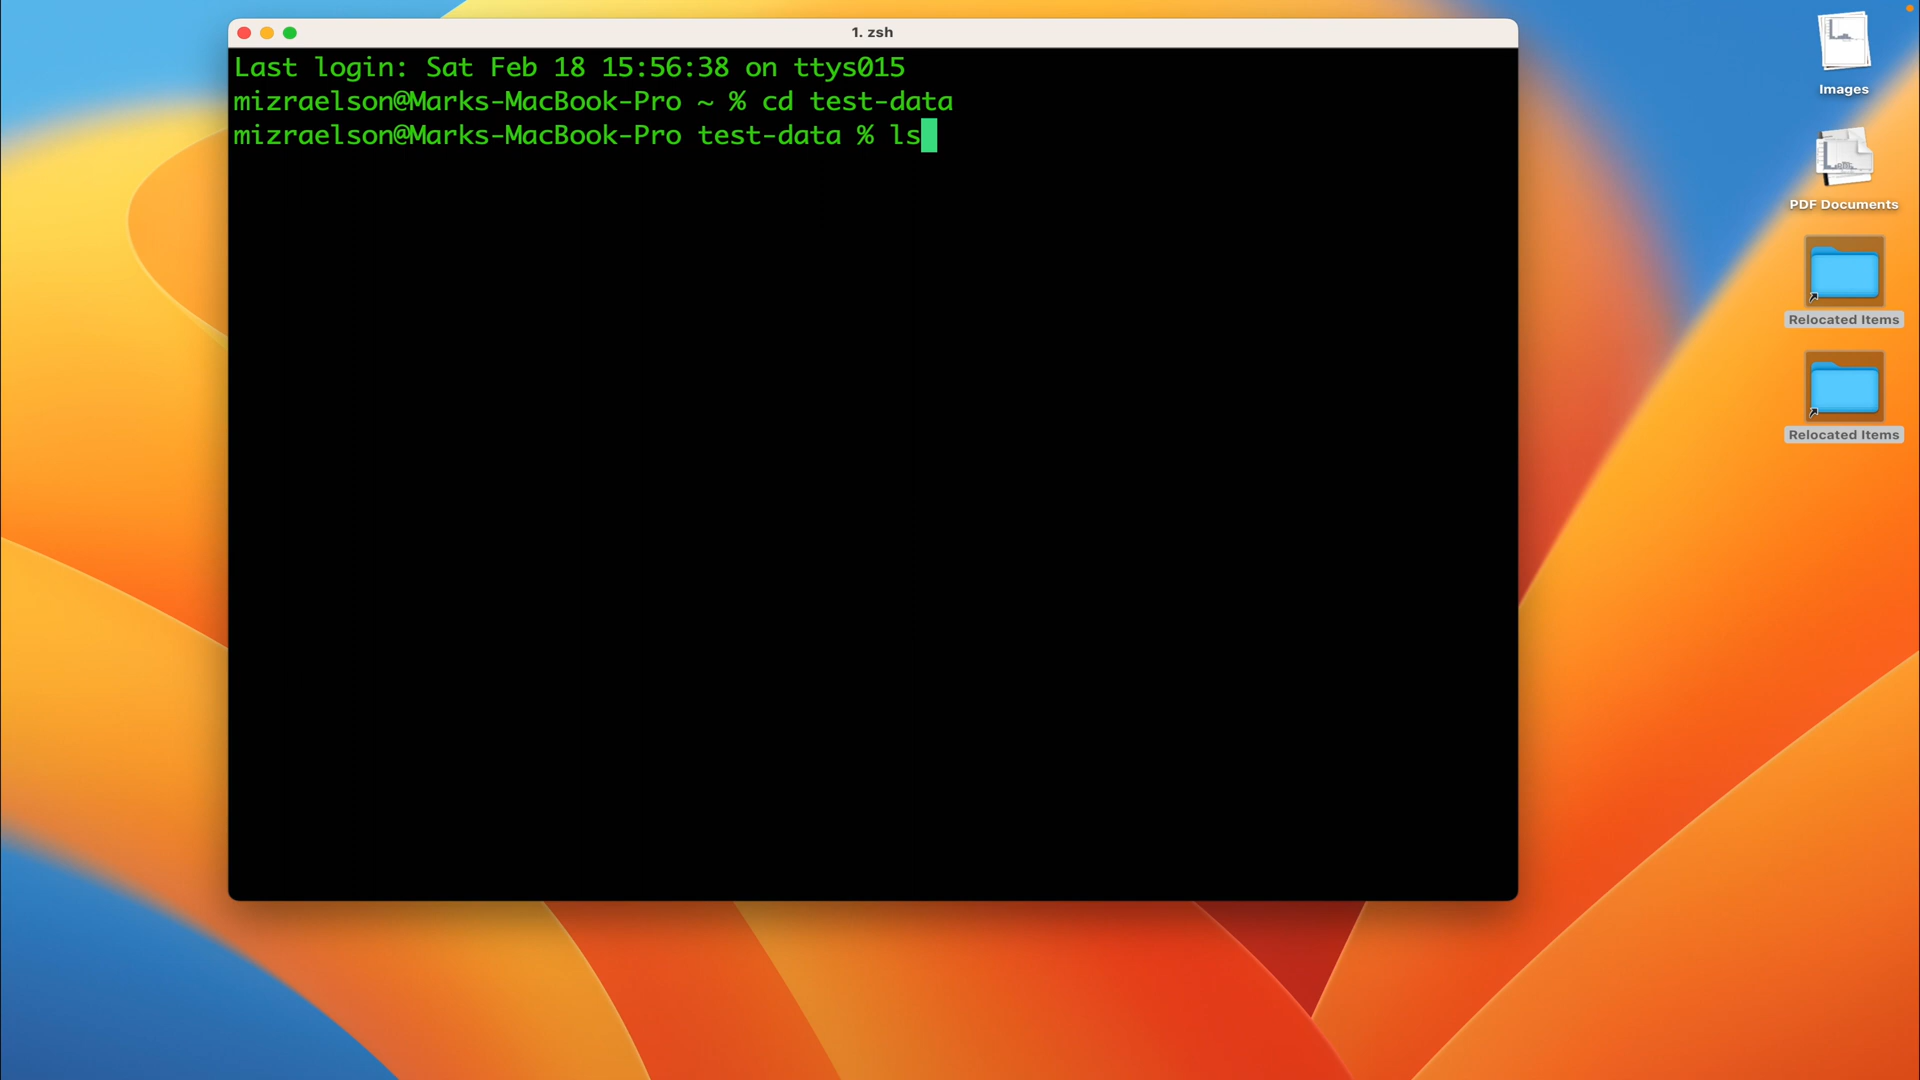 1. zsh
Last login: Sat Feb 18 15:56:38 on ttys015
mizraelson@Marks-MacBook-Pro ~ % cd test-data
mizraelson@Marks-MacBook-Pro test-data % ls
Images
PDF Documents
Relocated Items
Relocated Items